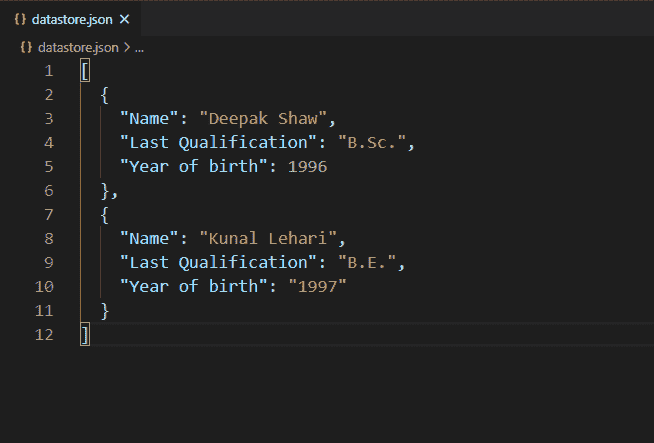 {} datastore.json ×
{} datastore.json > ...
1 [
2 {
3 "Name": "Deepak Shaw",
4 "Last Qualification": "B.Sc.",
5 "Year of birth": 1996
6 },
7 {
8 "Name": "Kunal Lehari",
9 "Last Qualification": "B.E.",
10 "Year of birth": "1997"
11 }
12 ]